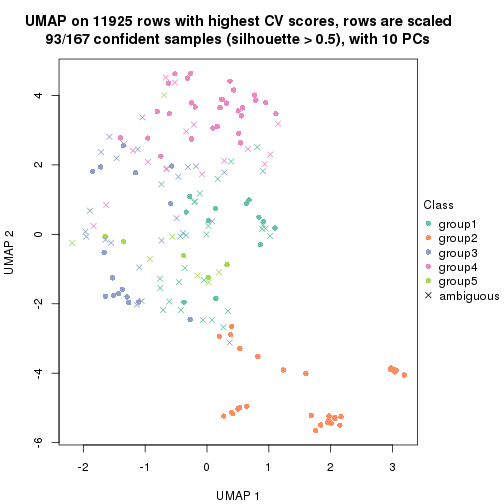 UMAP on 11925 rows with highest CV scores, rows are scaled
93/167 confident samples (silhouette > 0.5), with 10 PCs
4
2
0
-2
-4
-6
UMAP 2
-2
-1
0
1
2
3
UMAP 1
Class
group1
group2
group3
group4
group5
ambiguous